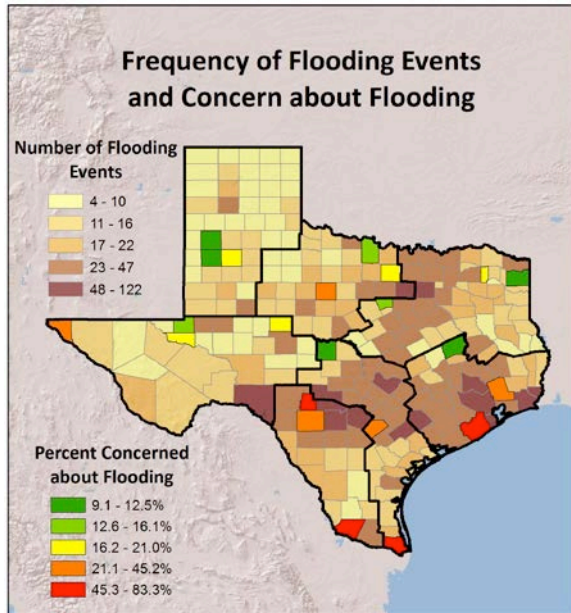 Frequency of Flooding Events
and Concern about Flooding
Number of Flooding
Events
4 - 10
11 - 16
17 - 22
23 - 47
48 - 122
Percent Concerned
about Flooding
9.1 - 12.5%
12.6 - 16.1%
16.2 - 21.0%
21.1 - 45.2%
45.3 - 83.3%